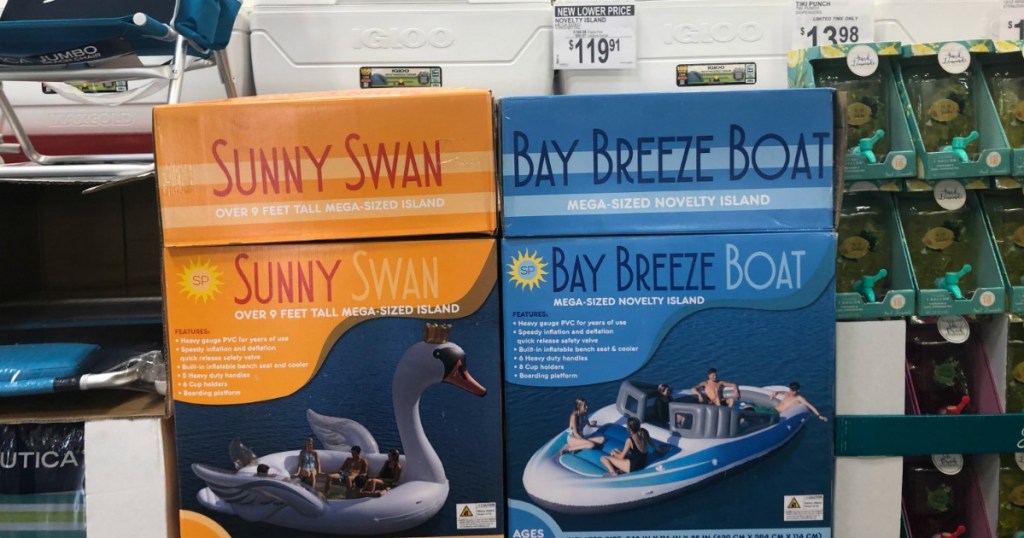 JUMBO
IGLOO
IGLOO
NEW LOWER PRICE
NOVELTY ISLAND
$119.91
TIKI PUNCH
LIMITED TIME ONLY
$13.98
SUNNY SWAN
OVER 9 FEET TALL MEGA-SIZED ISLAND
BAY BREEZE BOAT
MEGA-SIZED NOVELTY ISLAND
SP
SUNNY SWAN
OVER 9 FEET TALL MEGA-SIZED ISLAND
FEATURES:
• Heavy gauge PVC for years of use
• Speedy inflation and deflation
quick release safety valve
• Built-in inflatable bench seat and cooler
• 5 Heavy duty handles
• 6 Cup holders
• Boarding platform
SP
BAY BREEZE BOAT
MEGA-SIZED NOVELTY ISLAND
FEATURES:
• Heavy gauge PVC for years of use
• Speedy inflation and deflation
quick release safety valve
• Built-in inflatable bench seat & cooler
• 6 Heavy duty handles
• 8 Cup holders
• Boarding platform
UTICA
AGES